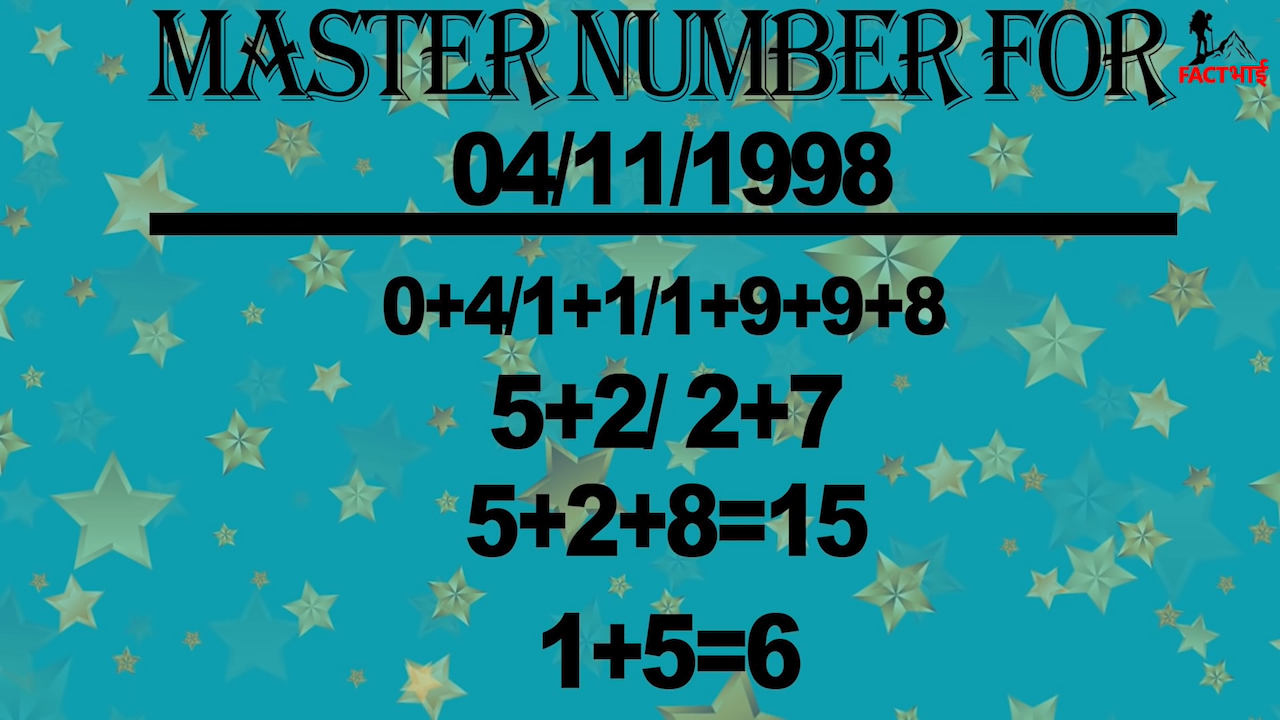 MASTER NUMBER FOR
FACTभाई
04/11/1998
0+4/1+1/1+9+9+8
5+2/ 2+7
5+2+8=15
1+5=6